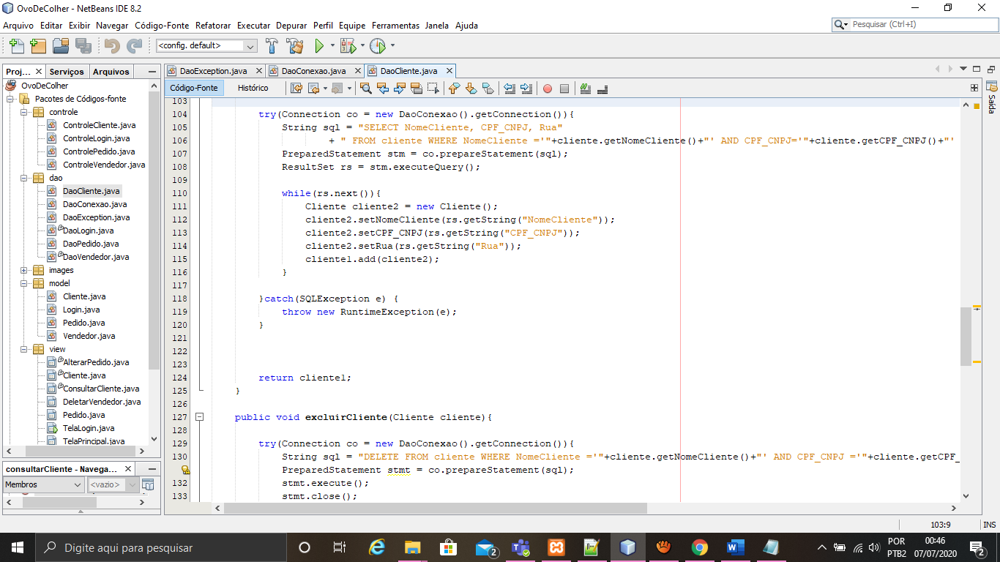 OvoDeColher - NetBeans IDE 8.2
Arquivo Editar Exibir Navegar Código-Fonte Refatorar Executar Depurar Perfil Equipe Ferramentas Janela Ajuda
Pesquisar (Ctrl+I)
<config. default>
Proj... Serviços Arquivos
OvoDeColher
Pacotes de Códigos-fonte
controle
ControleCliente.java
ControleLogin.java
ControlePedido.java
ControleVendedor.java
dao
DaoCliente.java
DaoConexao.java
DaoException.java
DaoLogin.java
DaoPedido.java
DaoVendedor.java
images
model
Cliente.java
Login.java
Pedido.java
Vendedor.java
view
AlterarPedido.java
Cliente.java
ConsultarCliente.java
DeletarVendedor.java
Pedido.java
TelaLogin.java
TelaPrincipal.java
consultarCliente - Navega...
Membros <vazio>
DaoException.java DaoConexao.java DaoCliente.java
Código-Fonte Histórico
103
104 try(Connection co = new DaoConexao().getConnection()){
105 String sql = "SELECT NomeCliente, CPF_CNPJ, Rua"
106 + " FROM cliente WHERE NomeCliente ='"+cliente.getNomeCliente()+"' AND CPF_CNPJ='"+cliente.getCPF_CNPJ()+"'
107 PreparedStatement stm = co.prepareStatement(sql);
108 ResultSet rs = stm.executeQuery();
109
110 while(rs.next()){
111 Cliente cliente2 = new Cliente();
112 cliente2.setNomeCliente(rs.getString("NomeCliente"));
113 cliente2.setCPF_CNPJ(rs.getString("CPF_CNPJ"));
114 cliente2.setRua(rs.getString("Rua"));
115 cliente1.add(cliente2);
116 }
117
118 }catch(SQLException e) {
119 throw new RuntimeException(e);
120 }
121
122
123
124 return cliente1;
125 }
126
127 public void excluirCliente(Cliente cliente){
128
129 try(Connection co = new DaoConexao().getConnection()){
130 String sql = "DELETE FROM cliente WHERE NomeCliente ='"+cliente.getNomeCliente()+"' AND CPF_CNPJ ='"+cliente.getCPF_
PreparedStatement stmt = co.prepareStatement(sql);
132 stmt.execute();
133 stmt.close();
Saída
103:9 INS
Digite aqui para pesquisar
2
POR
PTB2
00:46
07/07/2020
2